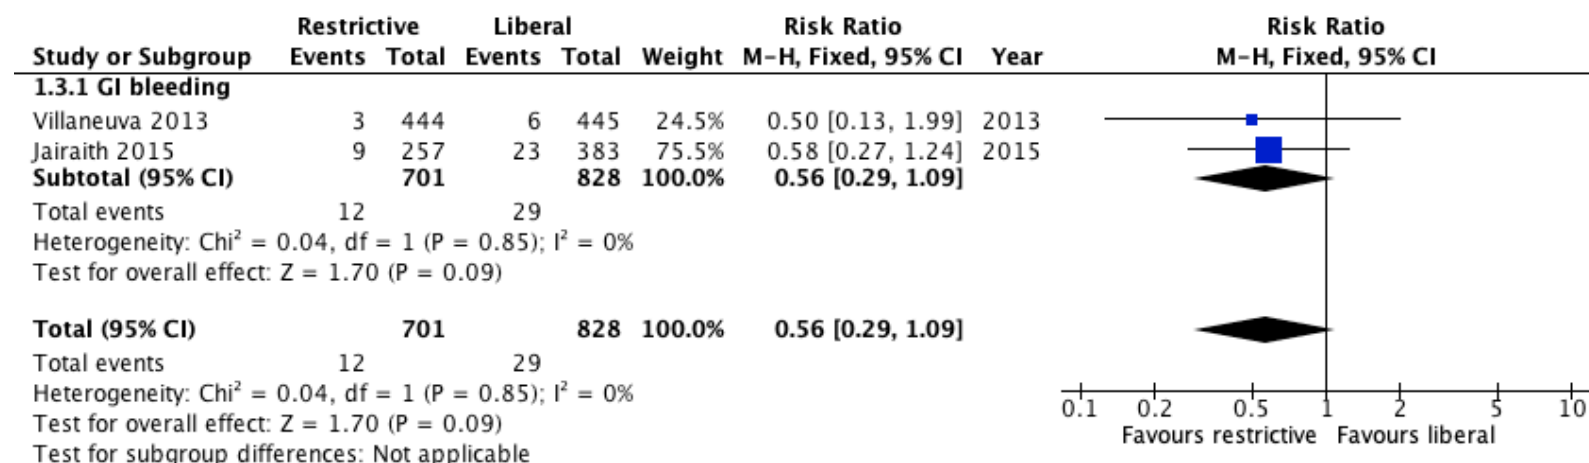 Restrictive Liberal Risk Ratio Risk Ratio
Study or Subgroup Events Total Events Total Weight M-H, Fixed, 95% CI Year M-H, Fixed, 95% CI
1.3.1 GI bleeding
Villaneuva 2013 3 444 6 445 24.5% 0.50 [0.13, 1.99] 2013
Jairaith 2015 9 257 23 383 75.5% 0.58 [0.27, 1.24] 2015
Subtotal (95% CI) 701 828 100.0% 0.56 [0.29, 1.09]
Total events 12 29
Heterogeneity: Chi² = 0.04, df = 1 (P = 0.85); I² = 0%
Test for overall effect: Z = 1.70 (P = 0.09)
Total (95% CI) 701 828 100.0% 0.56 [0.29, 1.09]
Total events 12 29
Heterogeneity: Chi² = 0.04, df = 1 (P = 0.85); I² = 0%
Test for overall effect: Z = 1.70 (P = 0.09)
Test for subgroup differences: Not applicable
0.1 0.2 0.5 1 2 5 10
Favours restrictive Favours liberal